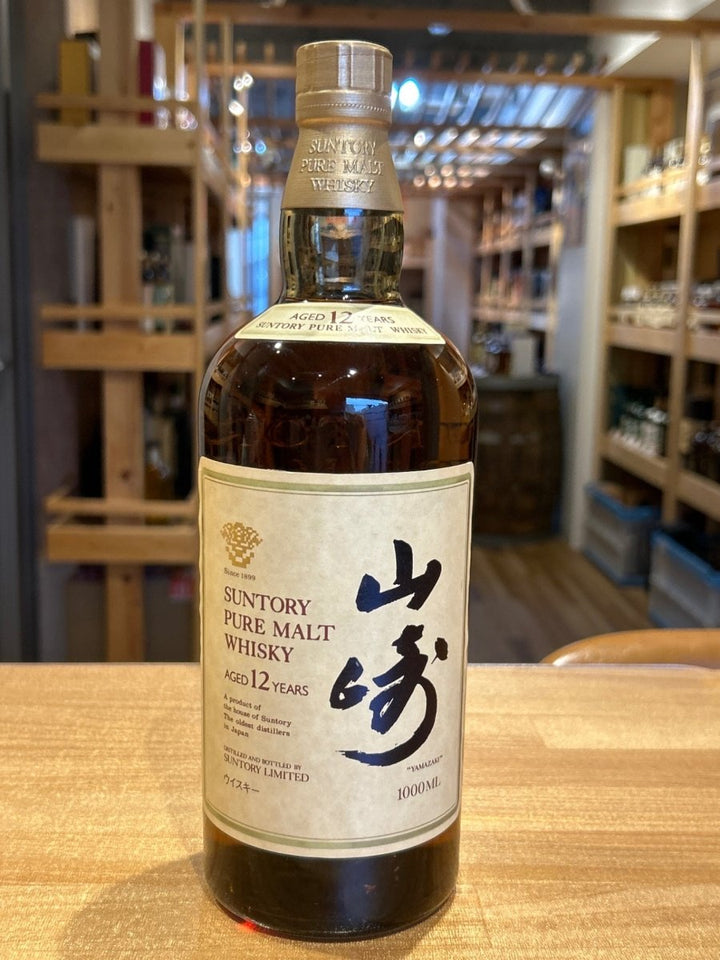 SUNTORY
PURE MALT
WHISKY
AGED 12 YEARS
SUNTORY PURE MALT WHISKY
Since 1899
SUNTORY
PURE MALT
WHISKY
AGED 12 YEARS
A product of
the house of Suntory
The oldest distillers
in Japan
DISTILLED AND BOTTLED BY
SUNTORY LIMITED
ウイスキー
山崎
"YAMAZAKI"
1000ML